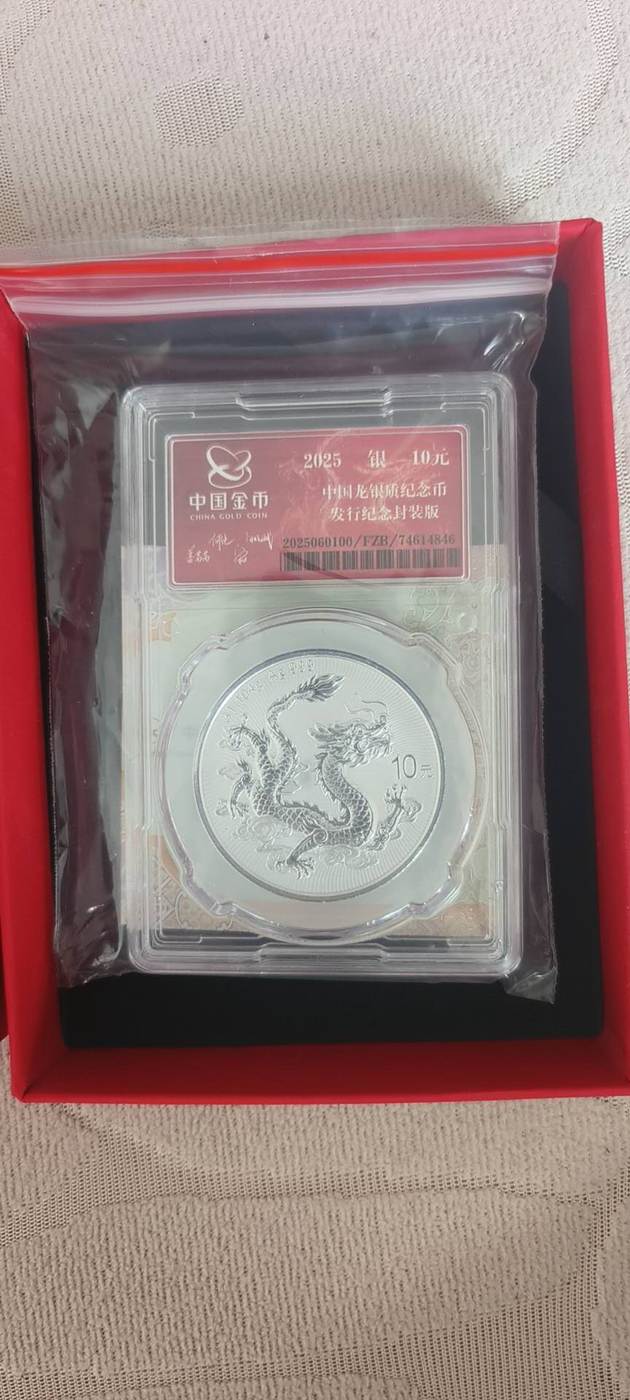 2025 银 10元
中国金币
CHINA GOLD COIN
中国龙银质纪念币
发行纪念封装版
2025060100/FZB/74614846
10元